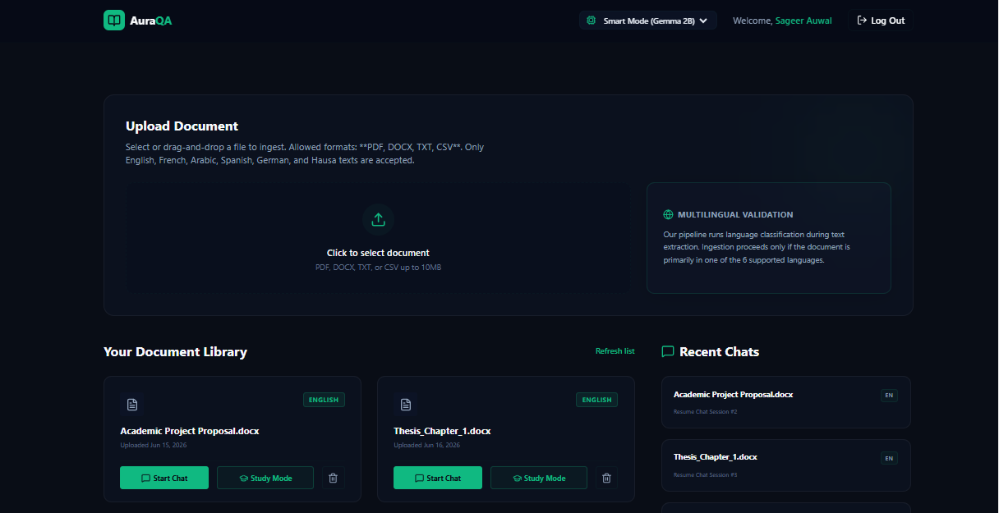 AuraQA
Smart Mode (Gemma 2B)
Welcome, Sageer Auwal
Log Out
Upload Document
Select or drag-and-drop a file to ingest. Allowed formats: **PDF, DOCX, TXT, CSV**. Only
English, French, Arabic, Spanish, German, and Hausa texts are accepted.
Click to select document
PDF, DOCX, TXT, or CSV up to 10MB
MULTILINGUAL VALIDATION
Our pipeline runs language classification during text
extraction. Ingestion proceeds only if the document is
primarily in one of the 6 supported languages.
Your Document Library
Refresh list
ENGLISH
Academic Project Proposal.docx
Uploaded Jun 15, 2026
Start Chat
Study Mode
ENGLISH
Thesis_Chapter_1.docx
Uploaded Jun 16, 2026
Start Chat
Study Mode
Recent Chats
Academic Project Proposal.docx
EN
Resume Chat Session #2
Thesis_Chapter_1.docx
EN
Resume Chat Session #3